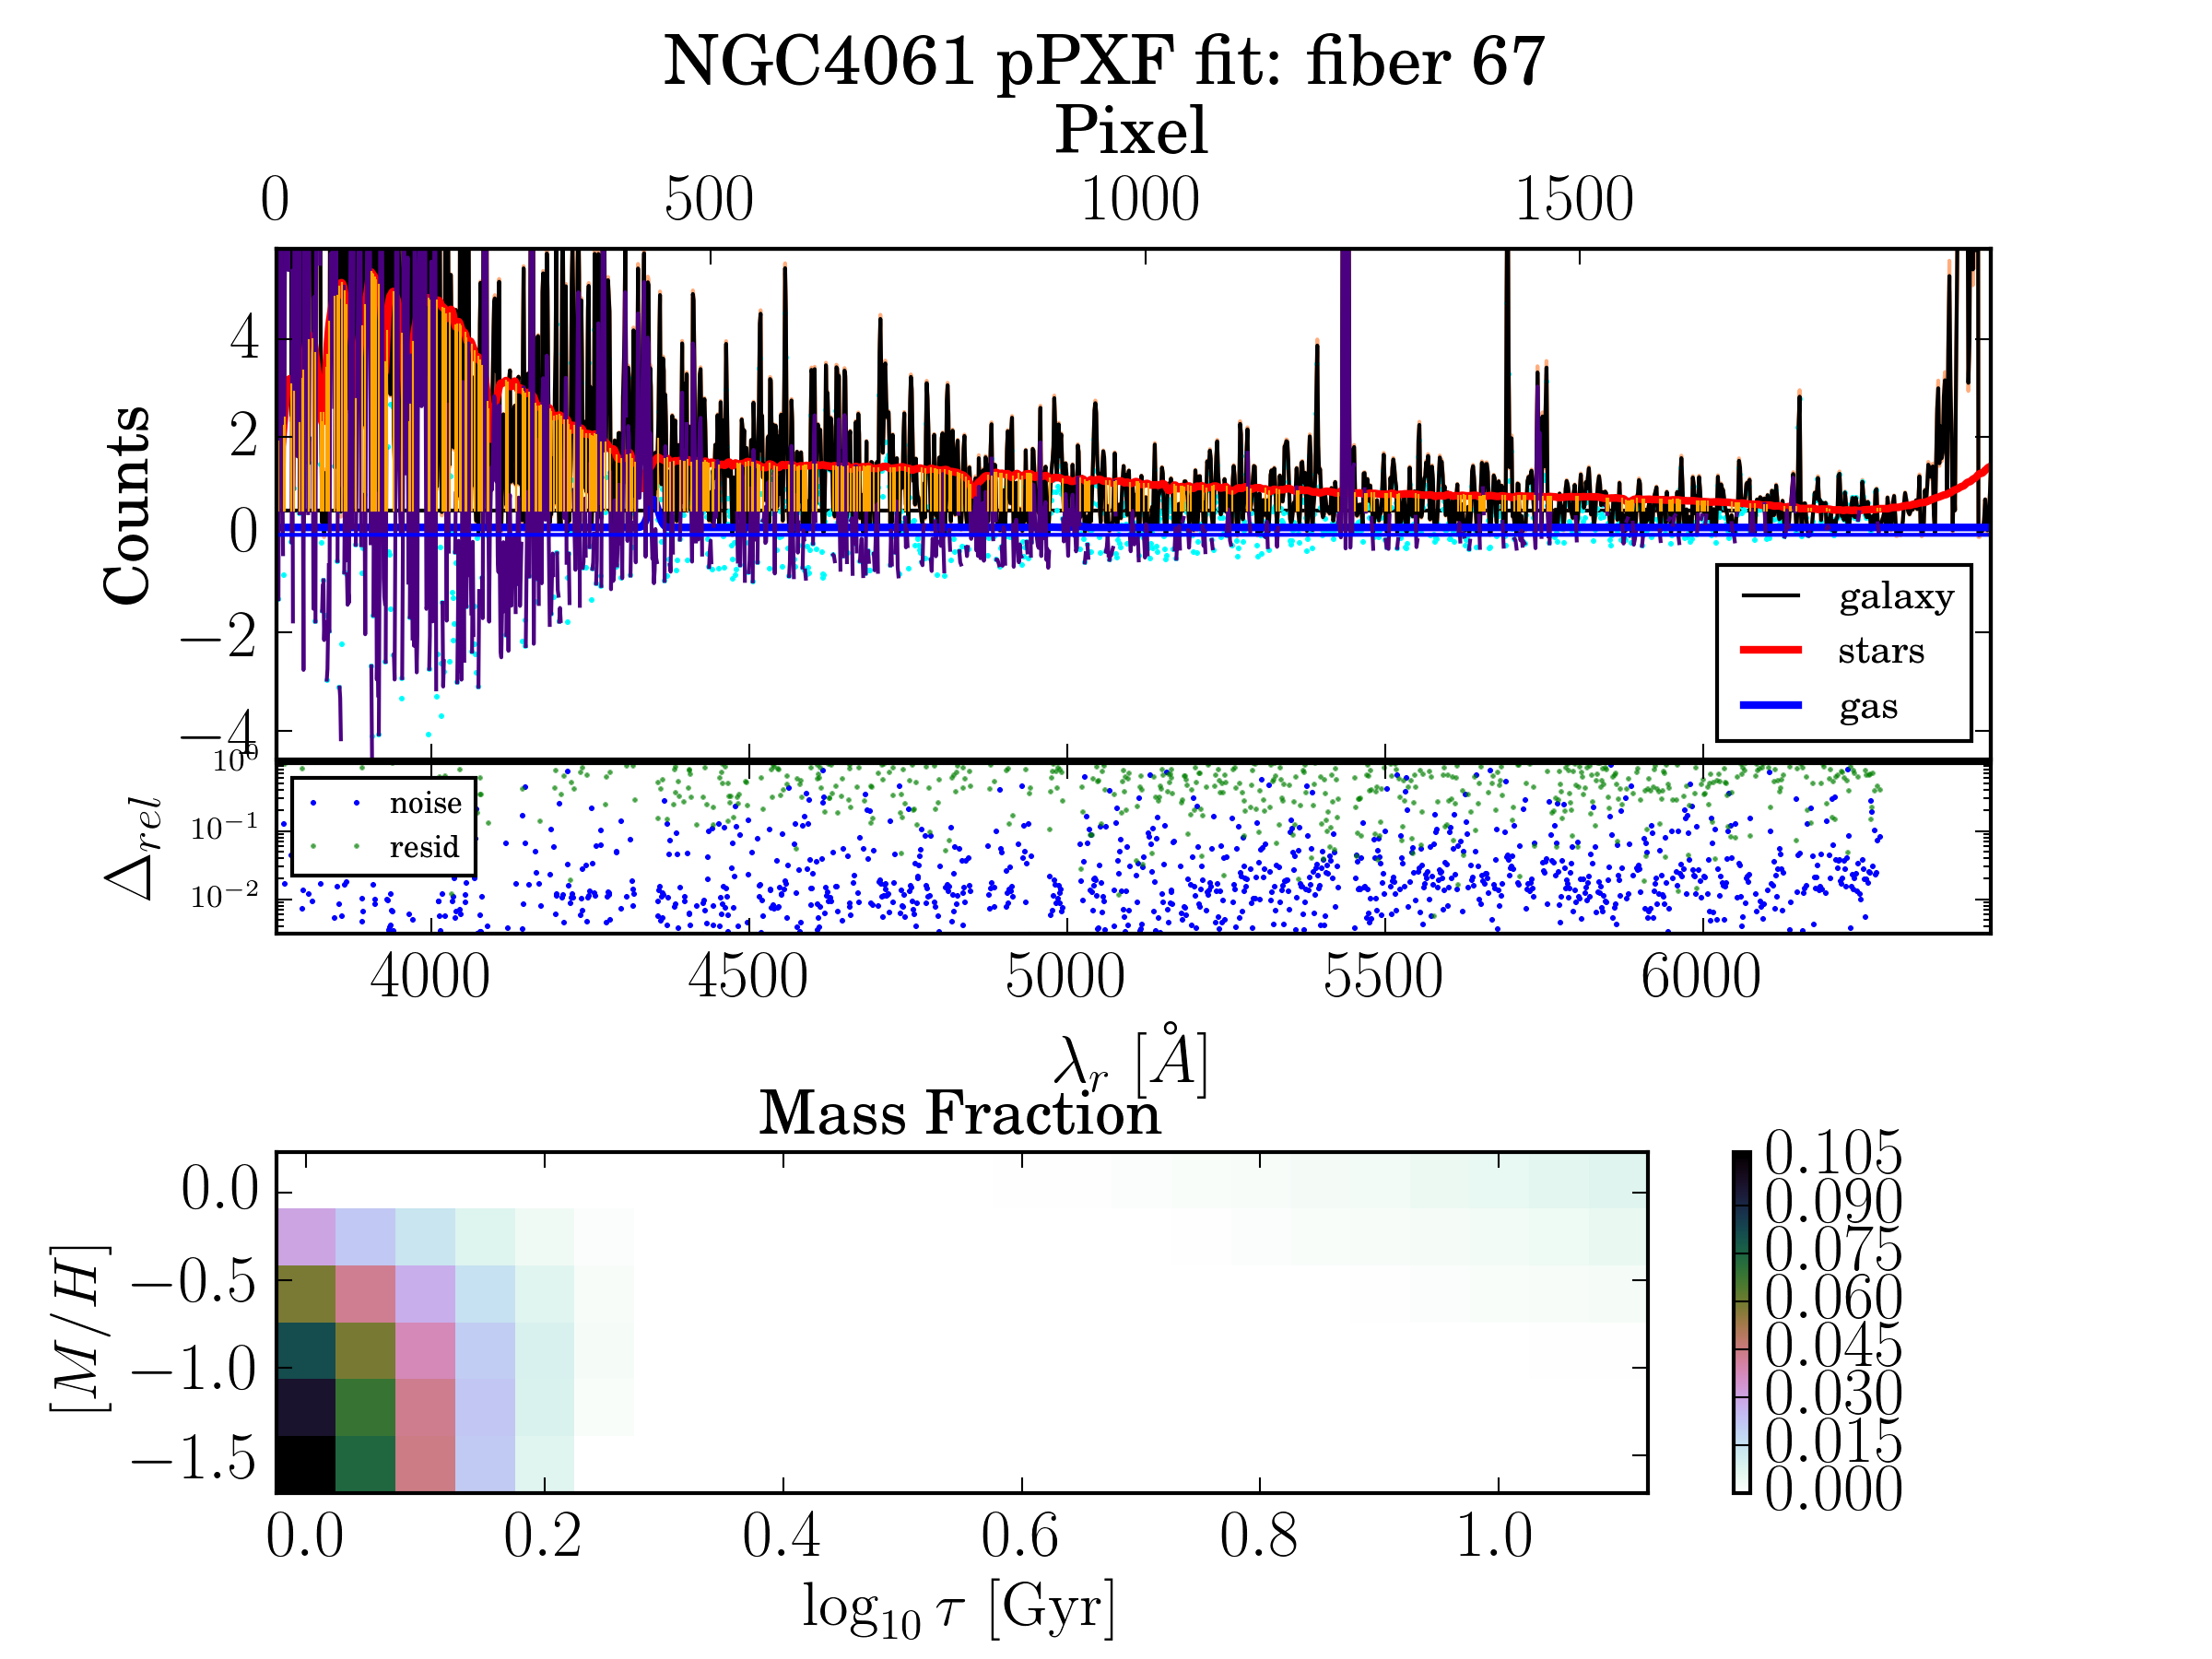 NGC4061 pPXF fit: fiber 67
Pixel
0 500 1000 1500
Counts
4
2
0
−2
−4
galaxy
stars
gas
Δrel
10^0
10^−1
10^−2
noise
resid
4000 4500 5000 5500 6000
λr [Å]
Mass Fraction
[M/H]
0.0
−0.5
−1.0
−1.5
0.0 0.2 0.4 0.6 0.8 1.0
log10 τ [Gyr]
0.105
0.090
0.075
0.060
0.045
0.030
0.015
0.000